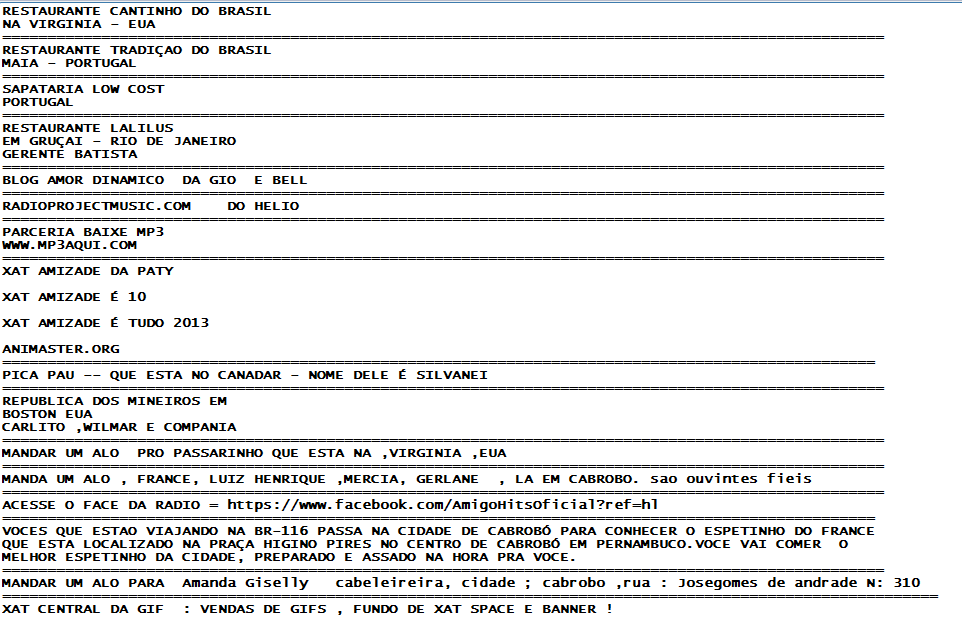 RESTAURANTE CANTINHO DO BRASIL
NA VIRGINIA - EUA
==================================================================================================
RESTAURANTE TRADIÇAO DO BRASIL
MAIA - PORTUGAL
==================================================================================================
SAPATARIA LOW COST
PORTUGAL
==================================================================================================
RESTAURANTE LALILUS
EM GRUÇAI - RIO DE JANEIRO
GERENTE BATISTA
==================================================================================================
BLOG AMOR DINAMICO  DA GIO  E BELL
==================================================================================================
RADIOPROJECTMUSIC.COM    DO HELIO
==================================================================================================
PARCERIA BAIXE MP3
WWW.MP3AQUI.COM
==================================================================================================
XAT AMIZADE DA PATY
XAT AMIZADE É 10
XAT AMIZADE É TUDO 2013
ANIMASTER.ORG
=================================================================================================
PICA PAU -- QUE ESTA NO CANADAR - NOME DELE É SILVANEI
==================================================================================================
REPUBLICA DOS MINEIROS EM
BOSTON EUA
CARLITO ,WILMAR E COMPANIA
==================================================================================================
MANDAR UM ALO  PRO PASSARINHO QUE ESTA NA ,VIRGINIA ,EUA
==================================================================================================
MANDA UM ALO , FRANCE, LUIZ HENRIQUE ,MERCIA, GERLANE  , LA EM CABROBO. sao ouvintes fieis
==================================================================================================
ACESSE O FACE DA RADIO = https://www.facebook.com/AmigoHitsOficial?ref=hl
=================================================================================================
VOCES QUE ESTAO VIAJANDO NA BR-116 PASSA NA CIDADE DE CABROBÓ PARA CONHECER O ESPETINHO DO FRANCE
QUE ESTA LOCALIZADO NA PRAÇA HIGINO PIRES NO CENTRO DE CABROBÓ EM PERNAMBUCO.VOCE VAI COMER  O
MELHOR ESPETINHO DA CIDADE, PREPARADO E ASSADO NA HORA PRA VOCE.
==================================================================================================
MANDAR UM ALO PARA  Amanda Giselly   cabeleireira, cidade ; cabrobo ,rua : Josegomes de andrade N: 310
========================================================================================================
XAT CENTRAL DA GIF  : VENDAS DE GIFS , FUNDO DE XAT SPACE E BANNER !